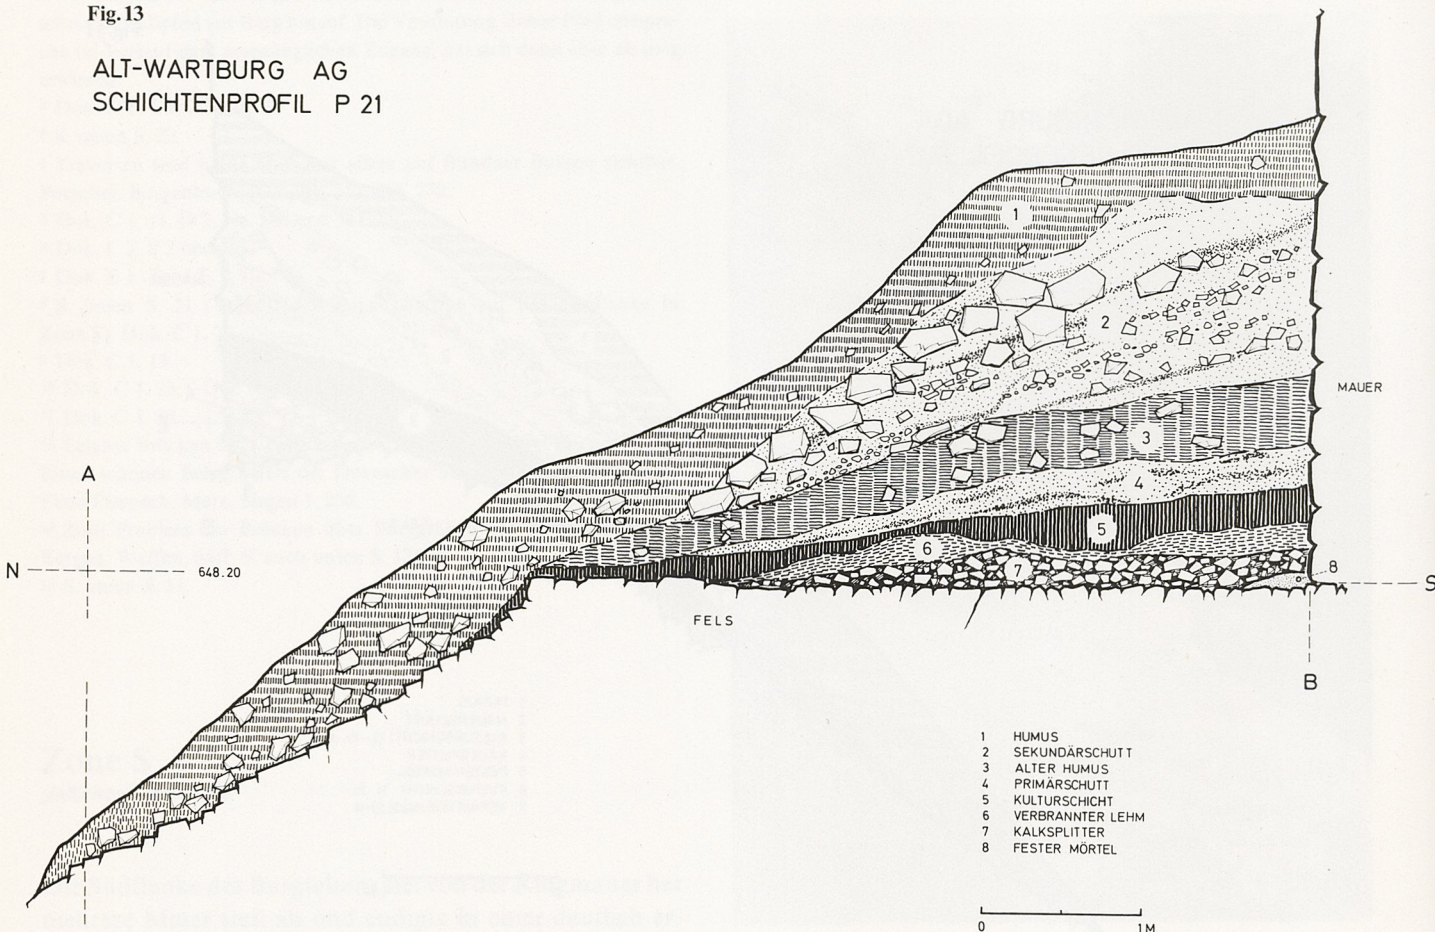 Fig.13
ALT-WARTBURG AG
SCHICHTENPROFIL P 21
1
2
MAUER
3
A
4
5
6
N 648.20
7
8
S
FELS
B
1 HUMUS
2 SEKUNDÄRSCHUTT
3 ALTER HUMUS
4 PRIMÄRSCHUTT
5 KULTURSCHICHT
6 VERBRANNTER LEHM
7 KALKSPLITTER
8 FESTER MÖRTEL
0 1M